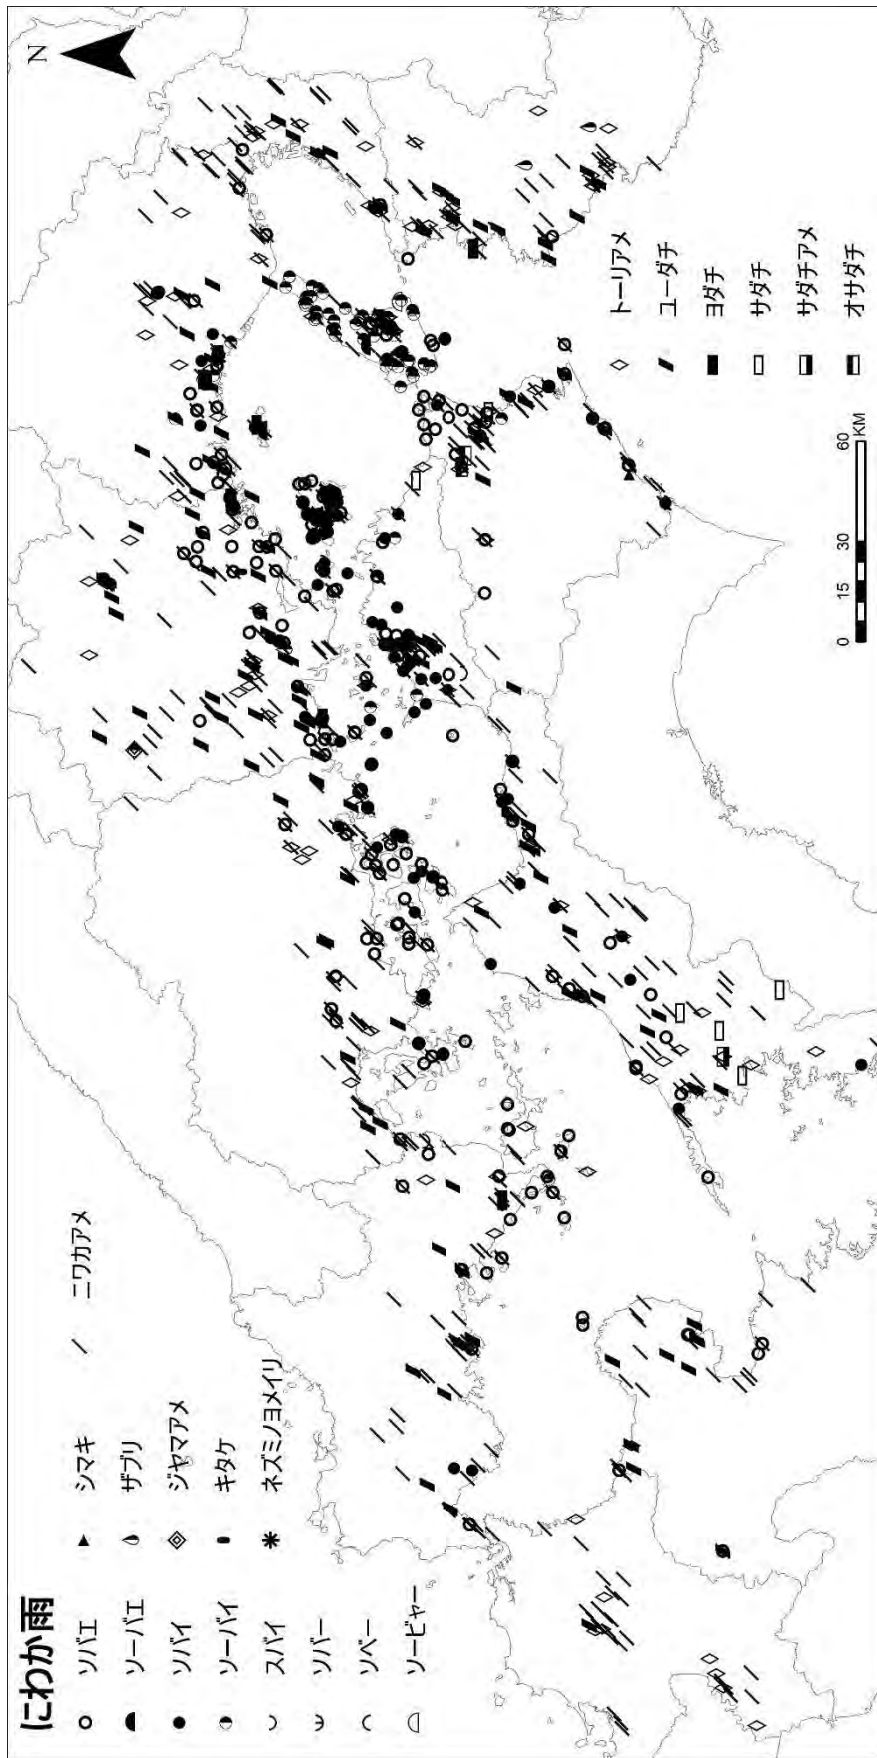 にわか雨
ソバエ
ソーバエ
ソバイ
ソーバイ
スバイ
ソバー
ソベー
ソービャー
シマキ
ザブリ
ジヤマアメ
キタケ
ネズミノヨメイリ
ニワカアメ
トーリアメ
ユーダチ
ヨダチ
サダチ
サダチアメ
オサダチ
0 15 30 60
KM
N